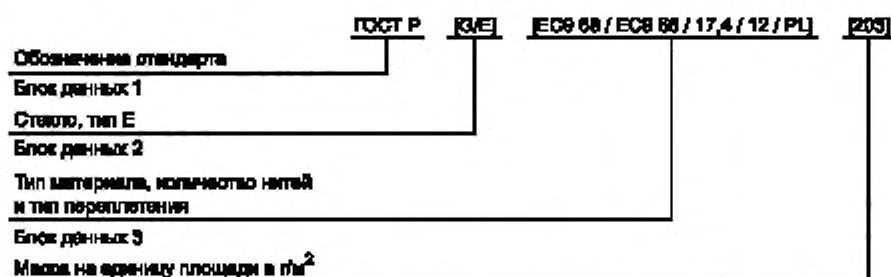 ГОСТ Р [G/E] [EC9 68 / EC9 68 / 17,4 / 12 / PL] [203]
Обозначение стандарта
Блок данных 1
Стекло, тип E
Блок данных 2
Тип материала, количество нитей
и тип переплетения
Блок данных 3
Масса на единицу площади в г/м²